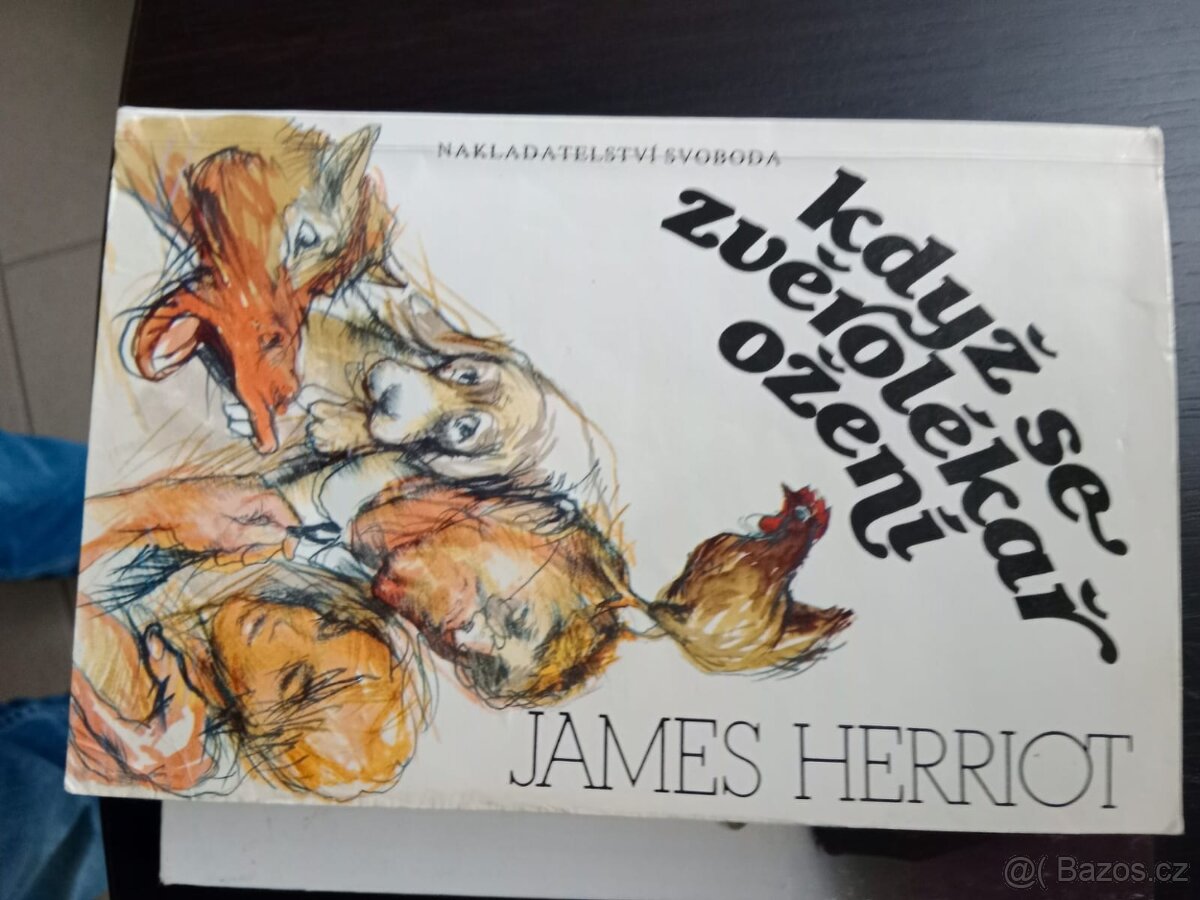 NAKLADATELSTVÍ SVOBODA
když se
zvěrolékař
ožení
JAMES HERRIOT
@( Bazos.cz